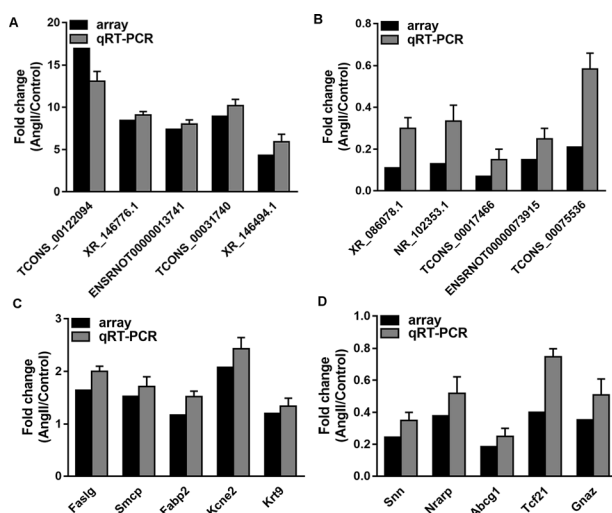 A
array
qRT-PCR
Fold change
(AngII/Control)
20
15
10
5
0
TCONS_00122094
XR_146776.1
ENSRNOT00000013741
TCONS_00031740
XR_146494.1
B
array
qRT-PCR
Fold change
(AngII/Control)
0.8
0.6
0.4
0.2
0.0
XR_086078.1
NR_102353.1
TCONS_00017466
ENSRNOT00000073915
TCONS_00075536
C
array
qRT-PCR
Fold change
(AngII/Control)
3
2
1
0
Faslg
Smcp
Fabp2
Kcne2
Krt9
D
array
qRT-PCR
Fold change
(AngII/Control)
1.0
0.8
0.6
0.4
0.2
0.0
Snn
Nrarp
Abcg1
Tcf21
Gnaz